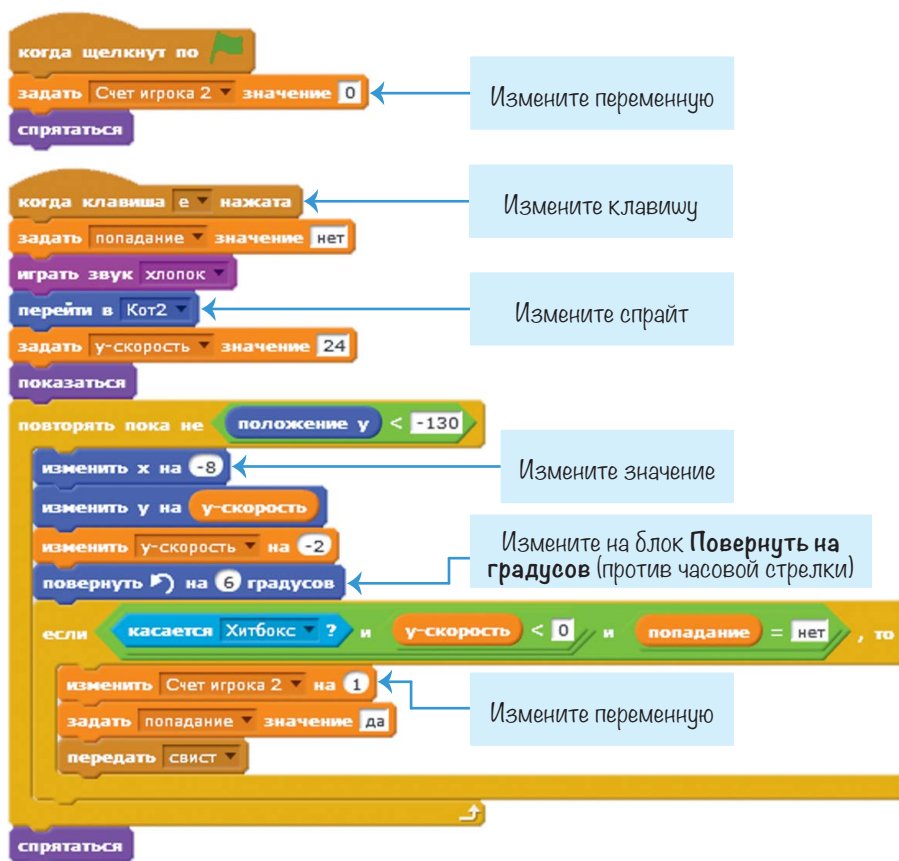 когда щелкнут по
задать Счет игрока 2 значение 0
Измените переменную
спрятаться
когда клавиша e нажата
Измените клавишу
задать попадание значение нет
играть звук хлопок
перейти в Кот2
Измените спрайт
задать y-скорость значение 24
показаться
повторять пока не положение y < -130
изменить x на -8
Измените значение
изменить y на y-скорость
изменить y-скорость на -2
Измените на блок Повернуть на
градусов (против часовой стрелки)
повернуть на 6 градусов
если касается Хитбокс ? и y-скорость < 0 и попадание = нет , то
изменить Счет игрока 2 на 1
Измените переменную
задать попадание значение да
передать свист
спрятаться